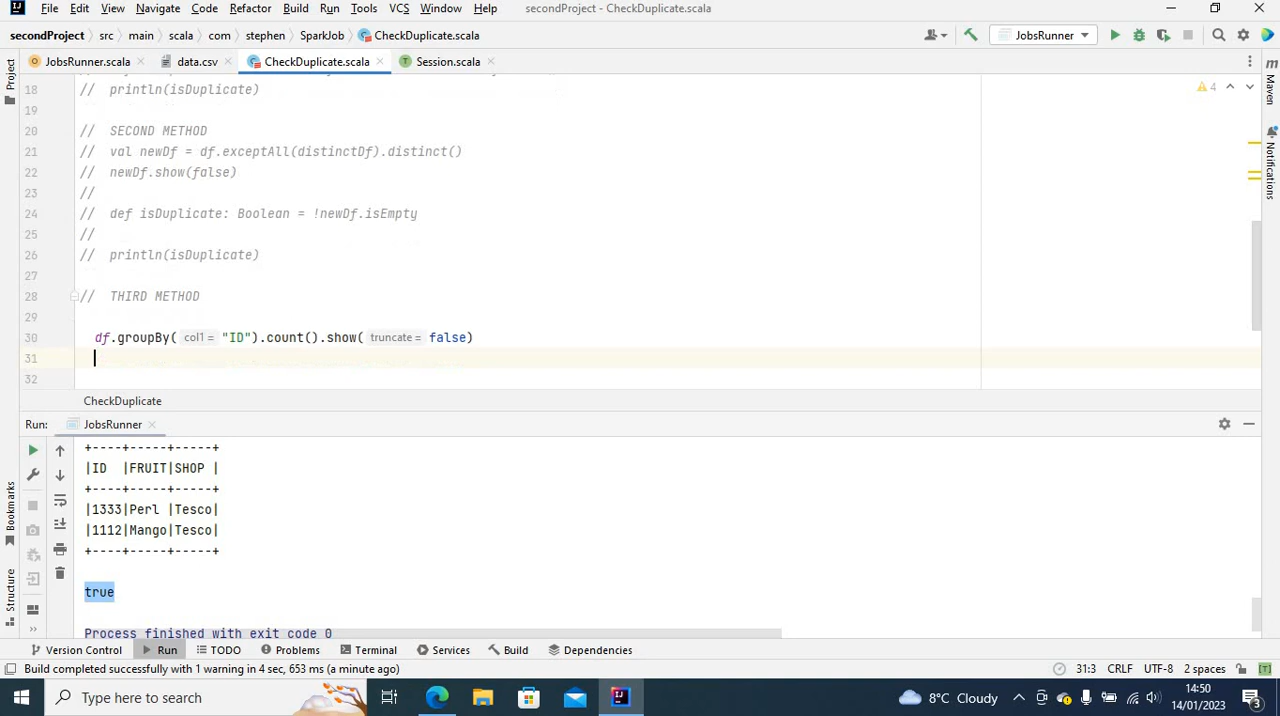 File Edit View Navigate Code Refactor Build Run Tools VCS Window Help secondProject - CheckDuplicate.scala
secondProject src main scala com stephen SparkJob CheckDuplicate.scala JobsRunner
JobsRunner.scala data.csv CheckDuplicate.scala Session.scala
Project
Maven
Notifications
4
18 // println(isDuplicate)
19
20 // SECOND METHOD
21 // val newDf = df.exceptAll(distinctDf).distinct()
22 // newDf.show(false)
23 //
24 // def isDuplicate: Boolean = !newDf.isEmpty
25 //
26 // println(isDuplicate)
27
28 // THIRD METHOD
29
30 df.groupBy( col1 = "ID").count().show( truncate = false)
31
32
CheckDuplicate
Run: JobsRunner
+----+-----+-----+
|ID  |FRUIT|SHOP |
+----+-----+-----+
|1333|Perl |Tesco|
|1112|Mango|Tesco|
+----+-----+-----+
true
Process finished with exit code 0
Bookmarks
Structure
Version Control Run TODO Problems Terminal Services Build Dependencies
Build completed successfully with 1 warning in 4 sec, 653 ms (a minute ago) 31:3 CRLF UTF-8 2 spaces
Type here to search 8°C Cloudy 14:50
14/01/2023 3